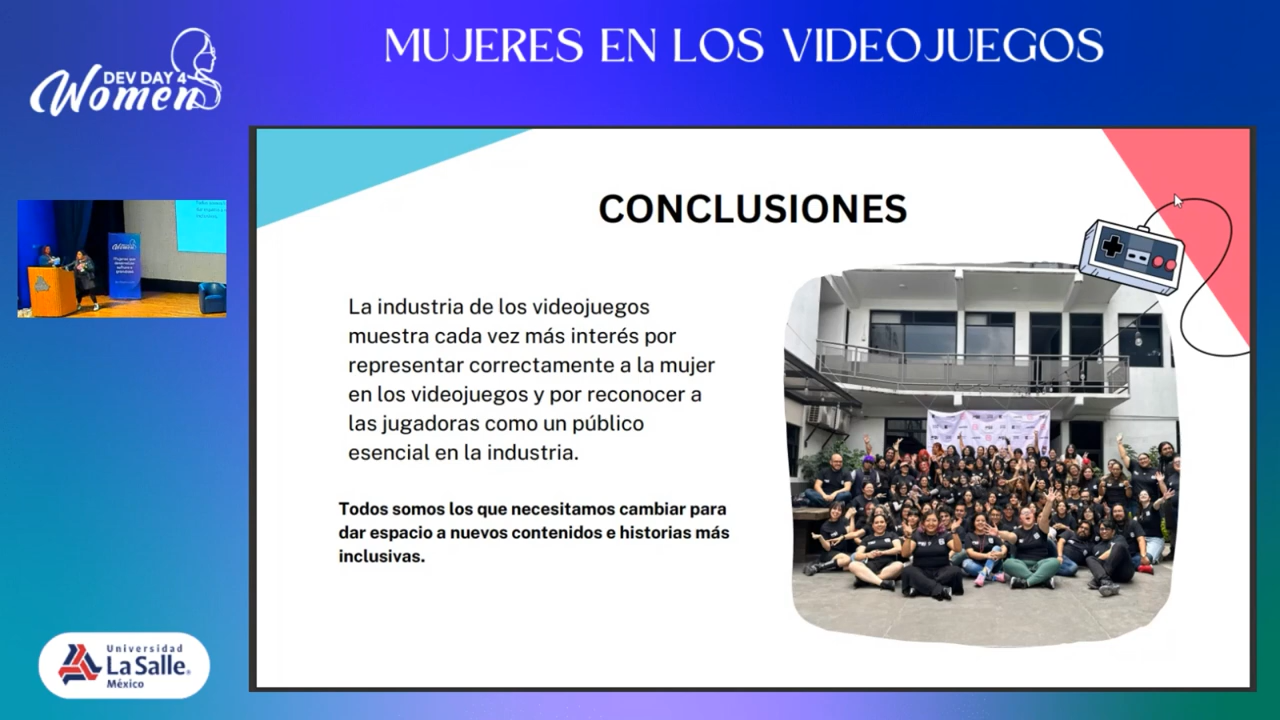 MUJERES EN LOS VIDEOJUEGOS
DEV DAY 4
Women
CONCLUSIONES
La industria de los videojuegos
muestra cada vez más interés por
representar correctamente a la mujer
en los videojuegos y por reconocer a
las jugadoras como un público
esencial en la industria.
Todos somos los que necesitamos cambiar para
dar espacio a nuevos contenidos e historias más
inclusivas.
Universidad
La Salle®
México